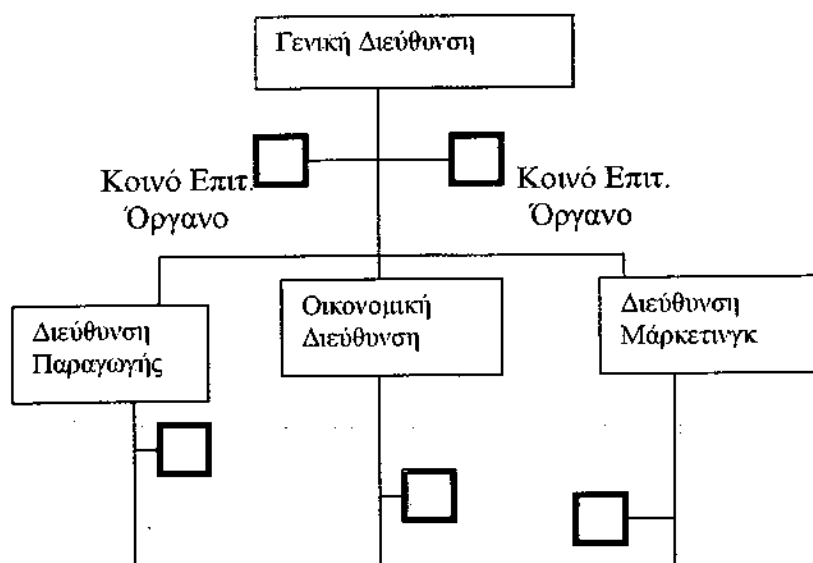 Γενική Διεύθυνση
Κοινό Επιτ.
Όργανο
Κοινό Επιτ.
Όργανο
Διεύθυνση
Παραγωγής
Οικονομική
Διεύθυνση
Διεύθυνση
Μάρκετινγκ